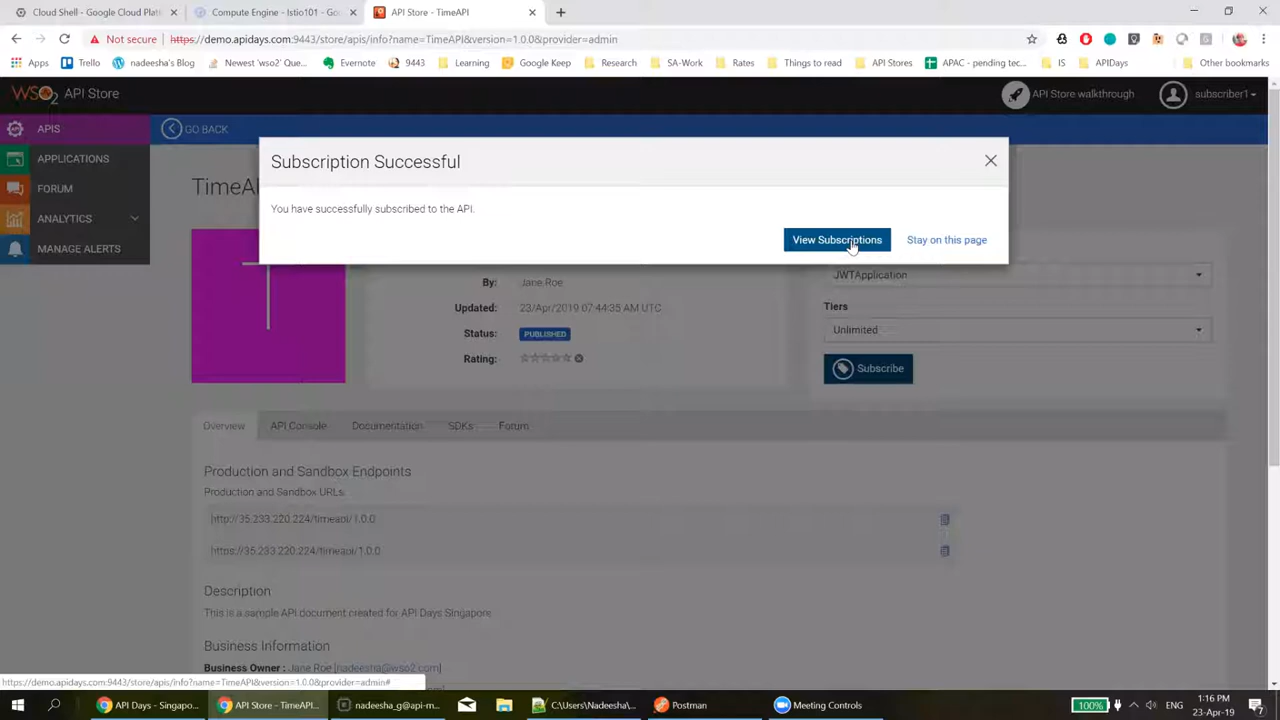 Cloud Shell - Google Cloud Platform
Compute Engine - Istio101 - Goo
API Store - TimeAPI
Not secure | https://demo.apidays.com:9443/store/apis/info?name=TimeAPI&version=1.0.0&provider=admin
Apps Trello nadeesha's Blog Newest 'wso2' Que... Evernote 9443 Learning Google Keep Research SA-Work Rates Things to read API Stores APAC - pending tec... IS APIDays Other bookmarks
WSO2 API Store
API Store walkthrough
subscriber1
APIS
GO BACK
APPLICATIONS
FORUM
ANALYTICS
MANAGE ALERTS
TimeA
Subscription Successful
You have successfully subscribed to the API.
View Subscriptions
Stay on this page
By: Jane Roe
Updated: 23/Apr/2019 07:44:35 AM UTC
Status: PUBLISHED
Rating:
JWTApplication
Tiers
Unlimited
Subscribe
Overview API Console Documentation SDKs Forum
Production and Sandbox Endpoints
Production and Sandbox URLs:
http://35.233.220.224/timeapi/1.0.0
https://35.233.220.224/timeapi/1.0.0
Description
This is a sample API document created for API Days Singapore
Business Information
Business Owner : Jane Roe [nadeesha@wso2.com]
https://demo.apidays.com:9443/store/apis/info?name=TimeAPI&version=1.0.0&provider=admin#
API Days - Singapo...
API Store - TimeAPI...
nadeesha_g@api-m...
C:\Users\Nadeesha\...
Postman
Meeting Controls
100%
ENG
1:16 PM
23-Apr-19